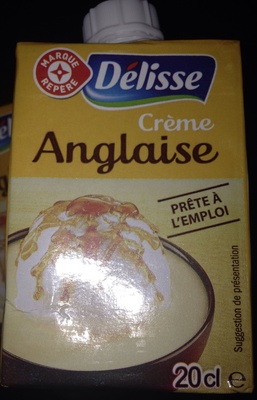 MARQUE
REPÈRE
Délisse
Crème
Anglaise
PRÊTE À
L'EMPLOI
Suggestion de présentation
20cl e